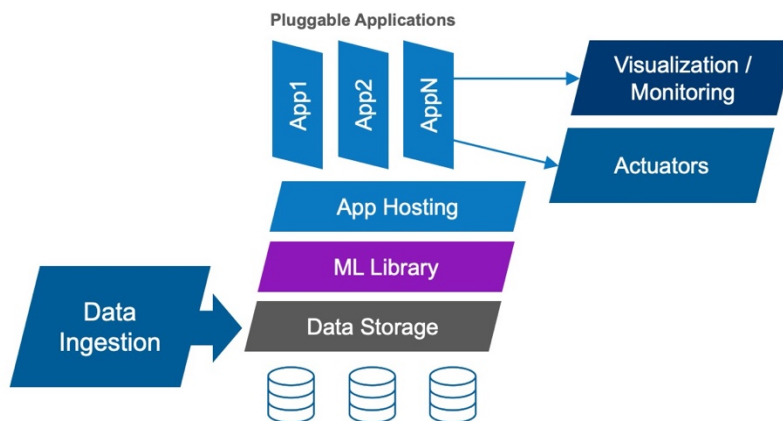 Pluggable Applications
App1
App2
AppN
Visualization /
Monitoring
Actuators
App Hosting
ML Library
Data Storage
Data
Ingestion